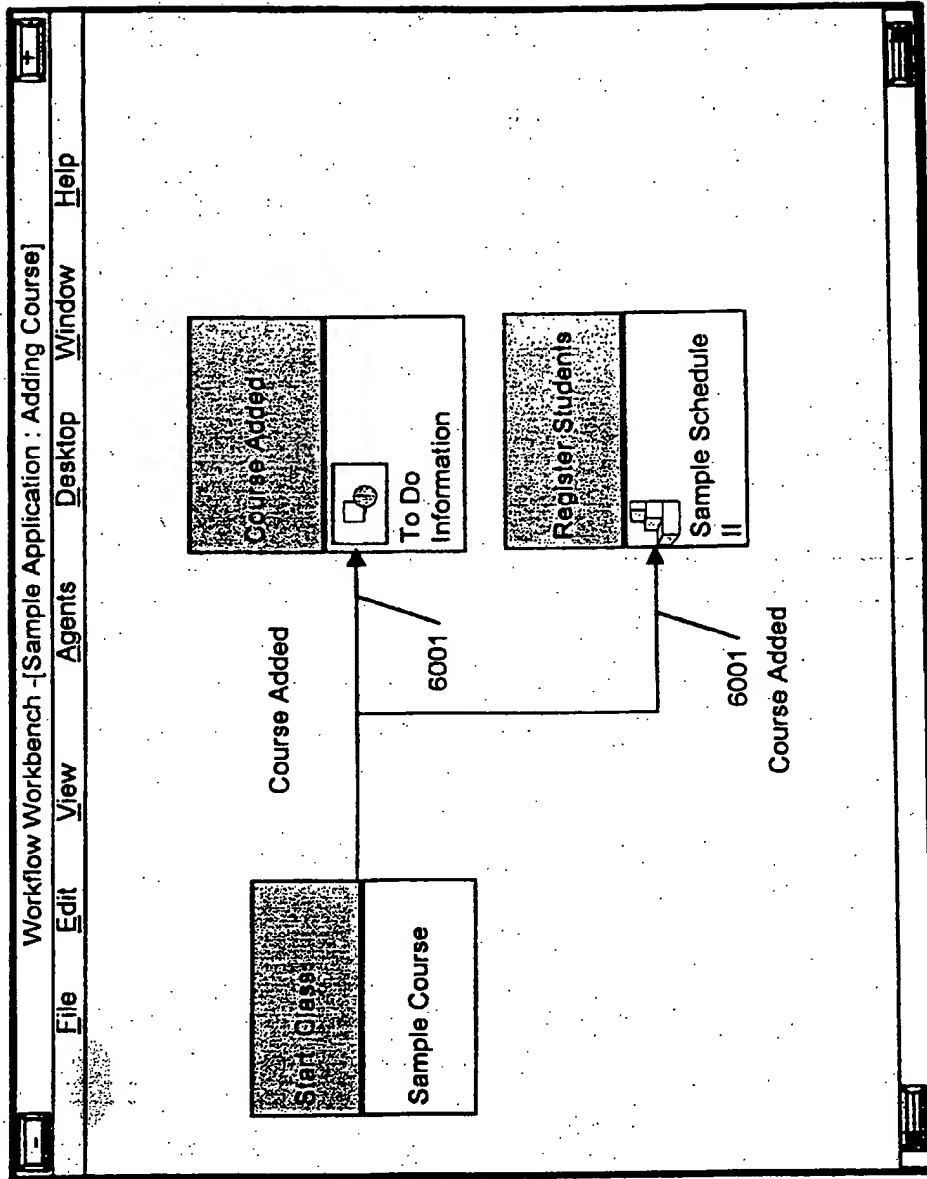 - Workflow Workbench -[Sample Application : Adding Course] +
File Edit View Agents Desktop Window Help
Start Class
Sample Course
Course Added
6001
Course Added
To Do
Information
6001
Course Added
Register Students
Sample Schedule
II